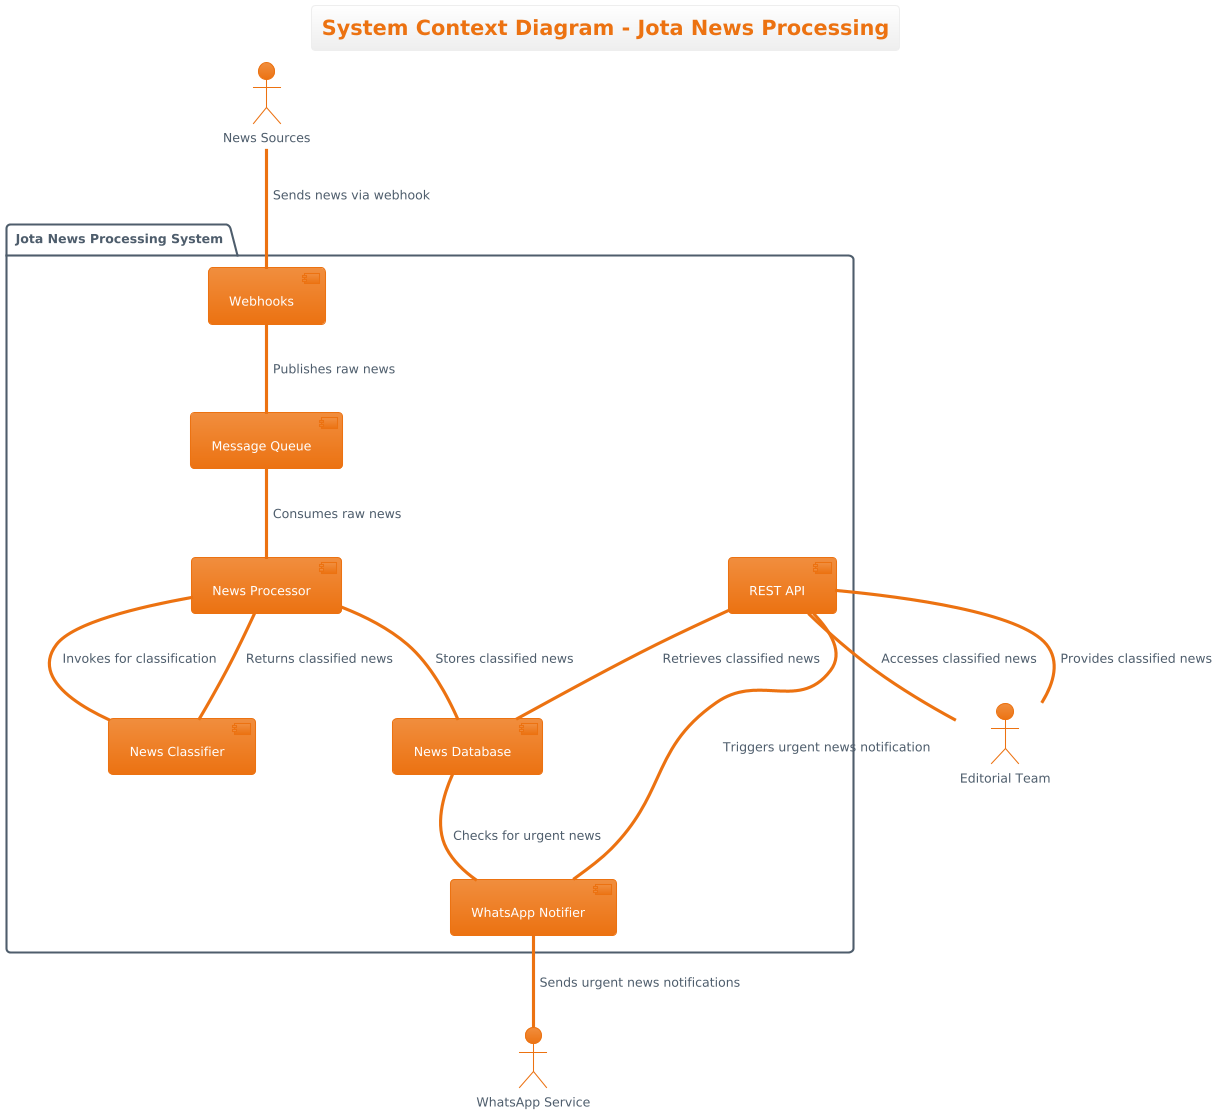 System Context Diagram - Jota News Processing
News Sources
Sends news via webhook
Jota News Processing System
Webhooks
Publishes raw news
Message Queue
Consumes raw news
News Processor
REST API
Invokes for classification
Returns classified news
Stores classified news
Retrieves classified news
Accesses classified news
Provides classified news
News Classifier
News Database
Triggers urgent news notification
Editorial Team
Checks for urgent news
WhatsApp Notifier
Sends urgent news notifications
WhatsApp Service